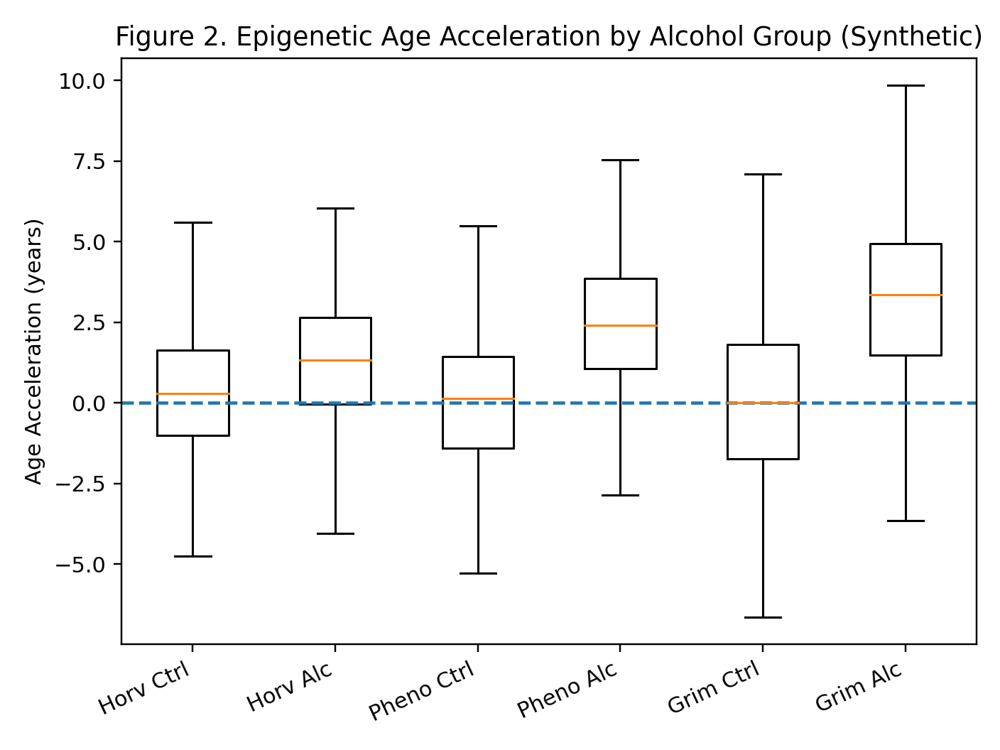 Figure 2. Epigenetic Age Acceleration by Alcohol Group (Synthetic)
Age Acceleration (years)
10.0
7.5
5.0
2.5
0.0
−2.5
−5.0
Horv Ctrl
Horv Alc
Pheno Ctrl
Pheno Alc
Grim Ctrl
Grim Alc